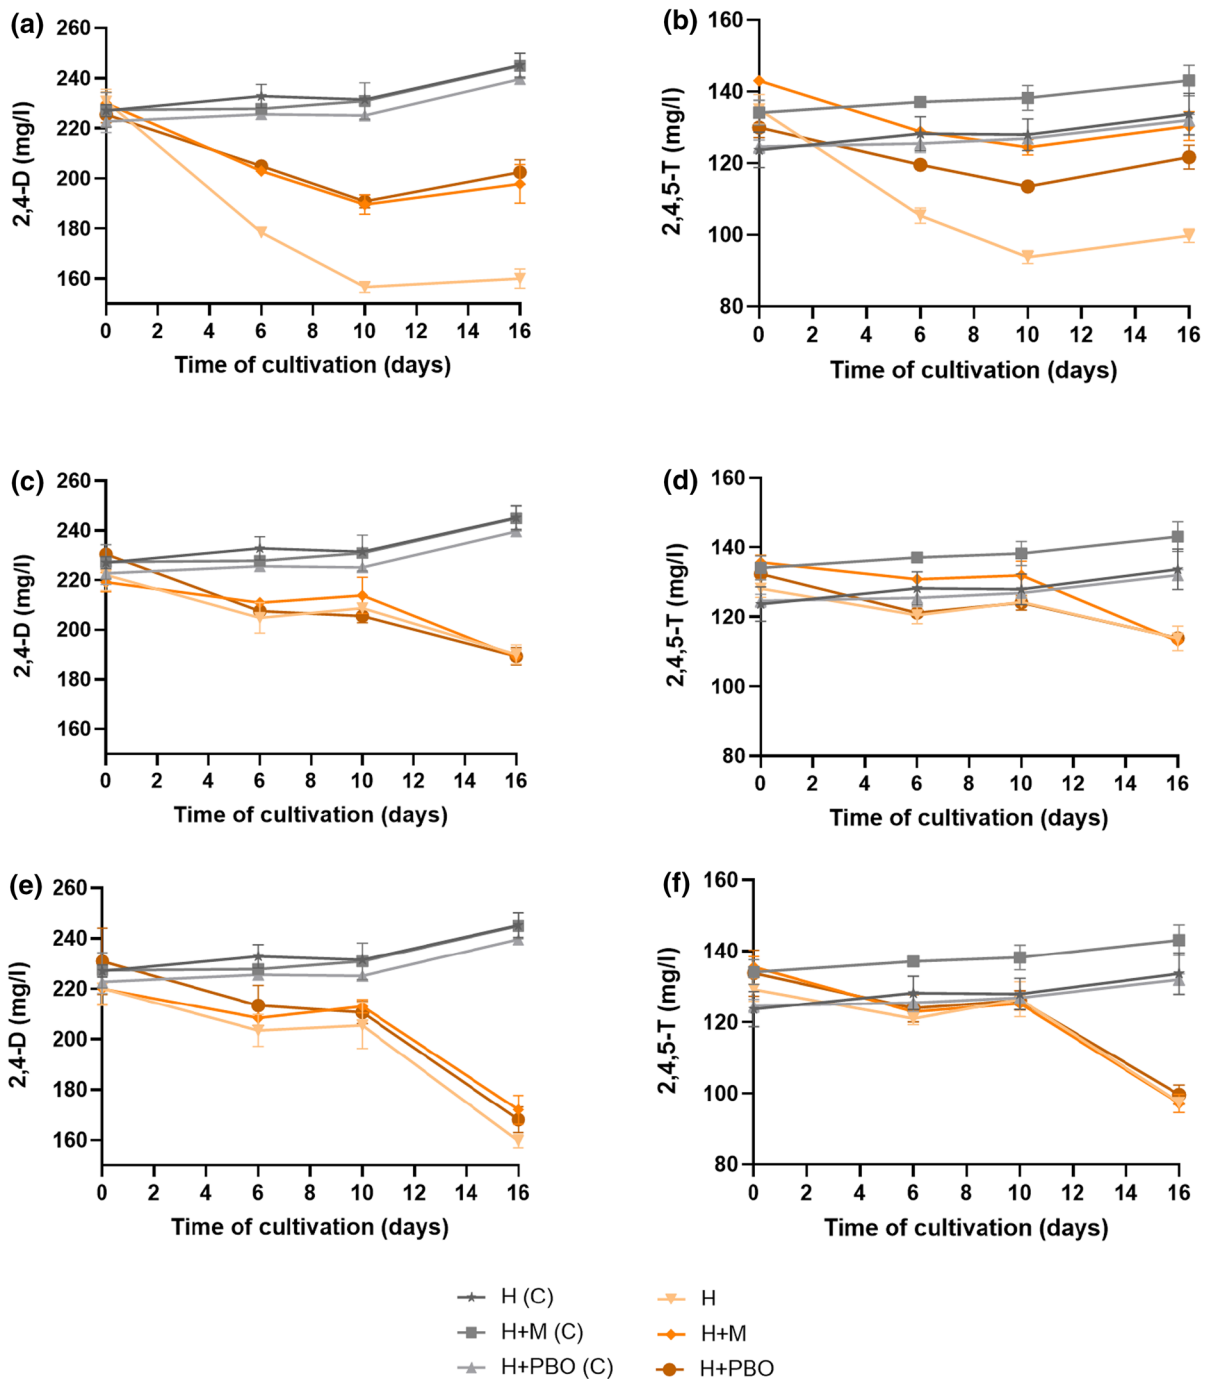 (a)
260
240
220
200
180
160
2,4-D (mg/l)
0 2 4 6 8 10 12 14 16
Time of cultivation (days)
(b)
160
140
120
100
80
2,4,5-T (mg/l)
0 2 4 6 8 10 12 14 16
Time of cultivation (days)
(c)
260
240
220
200
180
160
2,4-D (mg/l)
0 2 4 6 8 10 12 14 16
Time of cultivation (days)
(d)
160
140
120
100
80
2,4,5-T (mg/l)
0 2 4 6 8 10 12 14 16
Time of cultivation (days)
(e)
260
240
220
200
180
160
2,4-D (mg/l)
0 2 4 6 8 10 12 14 16
Time of cultivation (days)
(f)
160
140
120
100
80
2,4,5-T (mg/l)
0 2 4 6 8 10 12 14 16
Time of cultivation (days)
H (C)
H+M (C)
H+PBO (C)
H
H+M
H+PBO